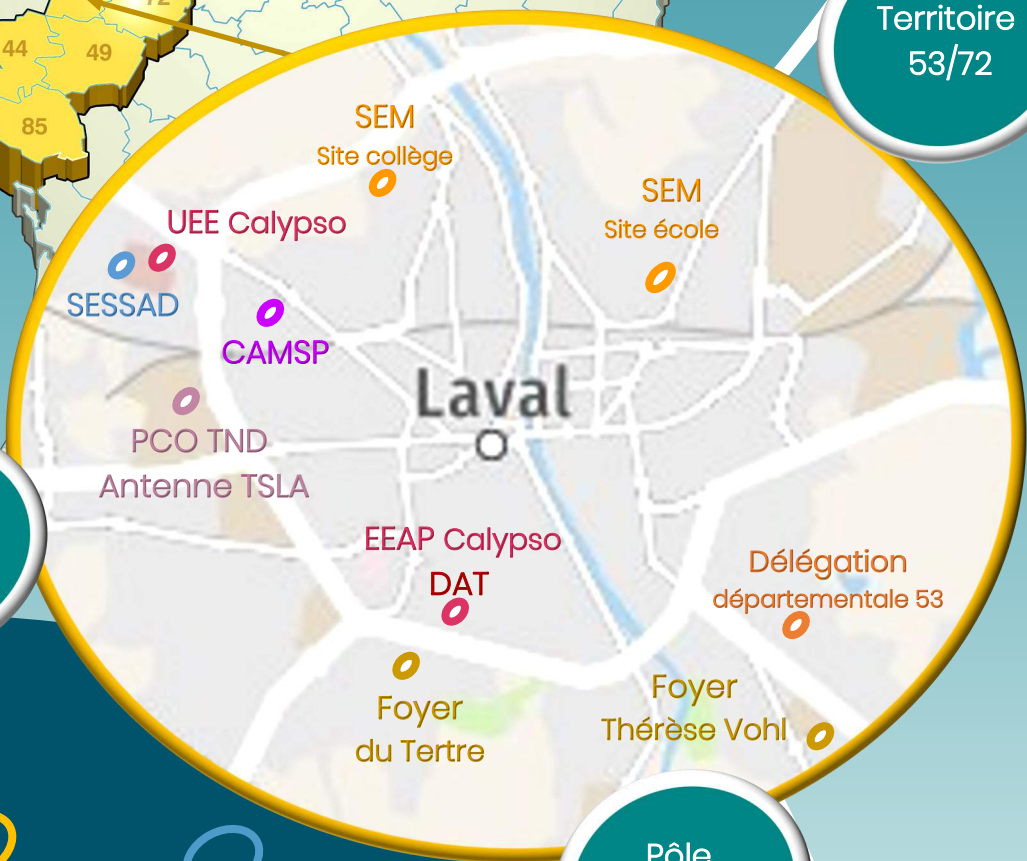 72
44
49
85
Territoire
53/72
SEM
Site collège
SEM
Site école
UEE Calypso
SESSAD
CAMSP
Laval
PCO TND
Antenne TSLA
EEAP Calypso
DAT
Délégation
départementale 53
Foyer
du Tertre
Foyer
Thérèse Vohl
Pôle